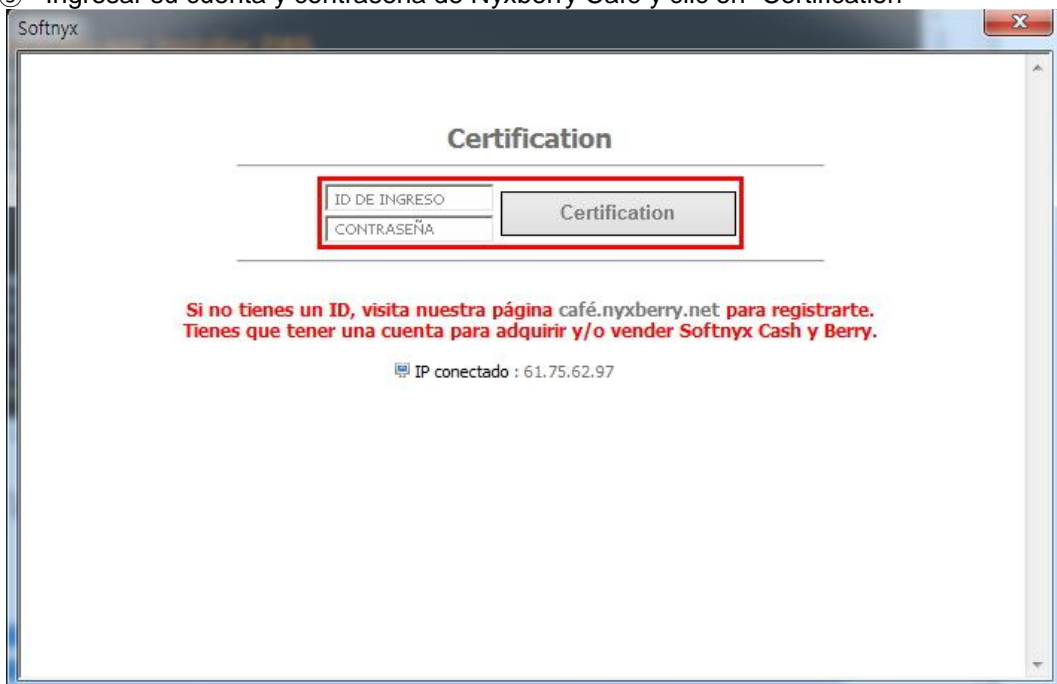 Ingresar su cuenta y contraseña de Nyxberry Café y clic en "Certification"
Softnyx
Certification
ID DE INGRESO
Certification
CONTRASEÑA
Si no tienes un ID, visita nuestra página café.nyxberry.net para registrarte.
Tienes que tener una cuenta para adquirir y/o vender Softnyx Cash y Berry.
IP conectado : 61.75.62.97